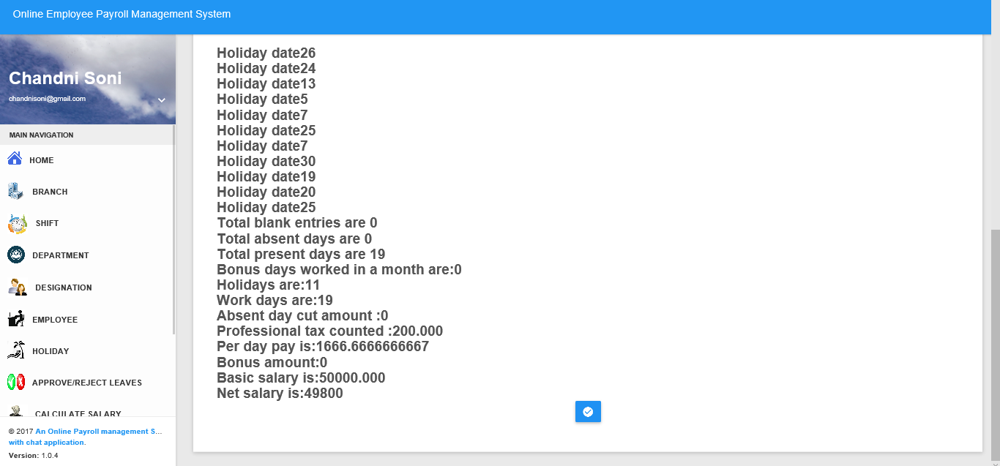 Online Employee Payroll Management System
Chandni Soni
chandnisoni@gmail.com
MAIN NAVIGATION
HOME
BRANCH
SHIFT
DEPARTMENT
DESIGNATION
EMPLOYEE
HOLIDAY
APPROVE/REJECT LEAVES
CALCULATE SALARY
© 2017 An Online Payroll management S...
with chat application.
Version: 1.0.4
Holiday date26
Holiday date24
Holiday date13
Holiday date5
Holiday date7
Holiday date25
Holiday date7
Holiday date30
Holiday date19
Holiday date20
Holiday date25
Total blank entries are 0
Total absent days are 0
Total present days are 19
Bonus days worked in a month are:0
Holidays are:11
Work days are:19
Absent day cut amount :0
Professional tax counted :200.000
Per day pay is:1666.6666666667
Bonus amount:0
Basic salary is:50000.000
Net salary is:49800